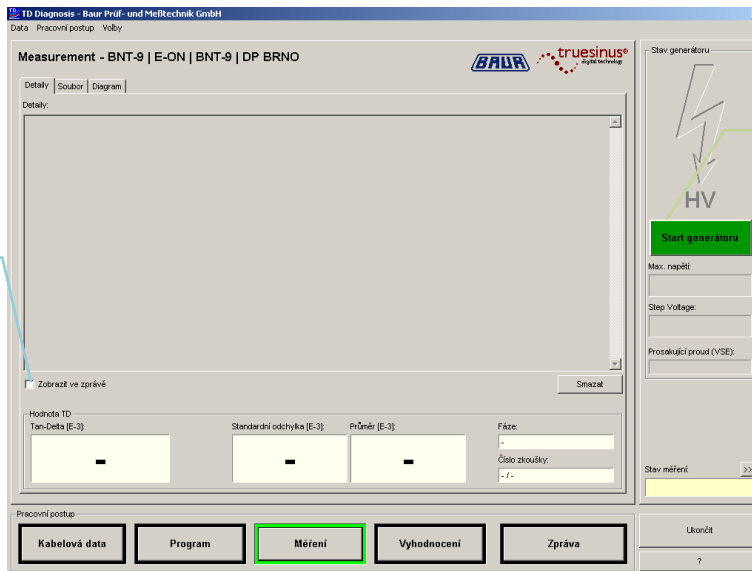 TD Diagnosis - Baur Prüf- und Meßtechnik GmbH
Data Pracovní postup Volby
Measurement - BNT-9 | E-ON | BNT-9 | DP BRNO
BAUR
truesinus®
digital technology
Detaily Soubor Diagram
Detaily:
Zobrazit ve zprávě
Smazat
Hodnota TD
Tan-Delta [E-3]: Standardní odchylka [E-3]: Průměr [E-3]: Fáze:
- - - -
Číslo zkoušky:
- / -
Stav generátoru
HV
Start generátoru
Max. napětí:
Step Voltage:
Prosakující proud (VSE):
Stav měření: >>
Pracovní postup
Kabelová data Program Měření Vyhodnocení Zpráva
Ukončit
?